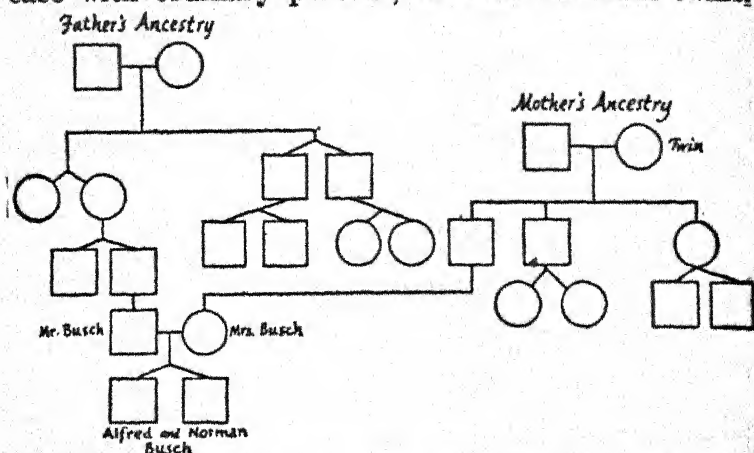 Father's Ancestry
Mother's Ancestry
Twin
Mr. Busch
Mrs. Busch
Alfred and Norman
Busch